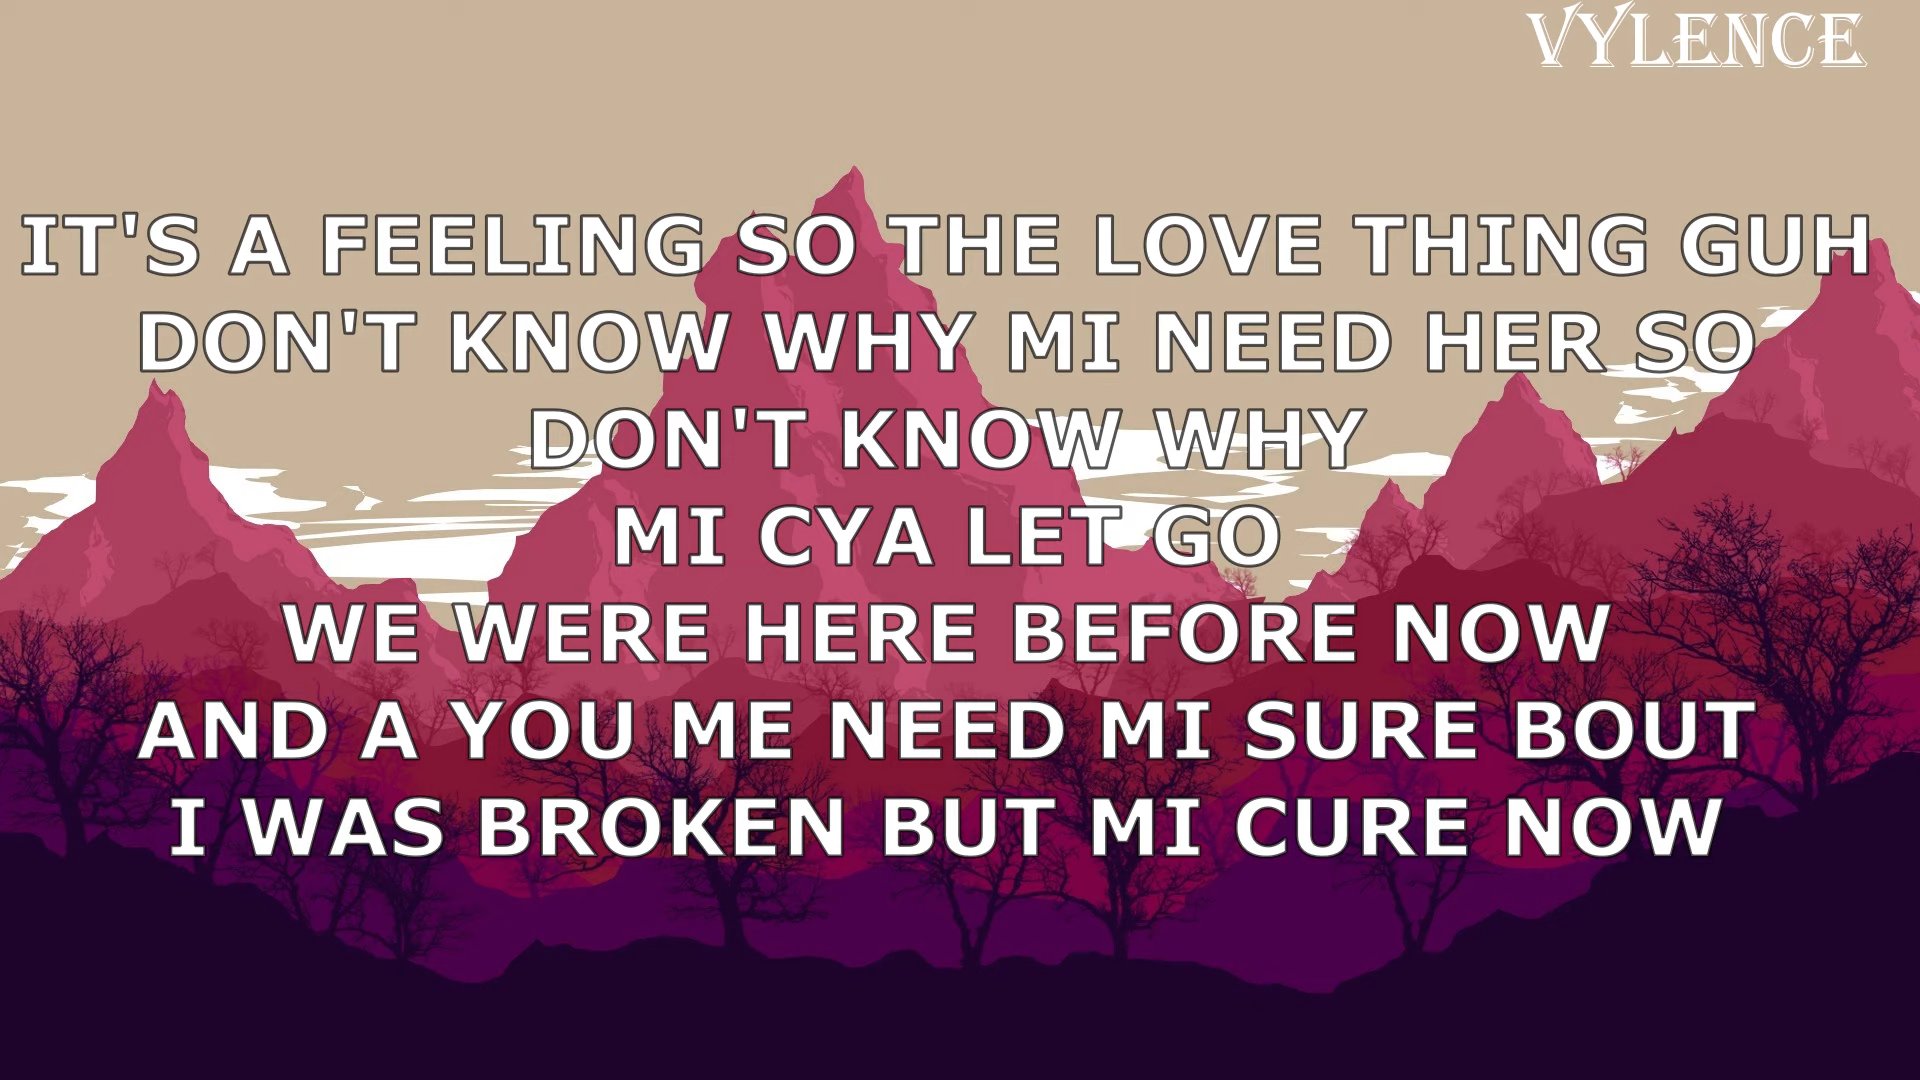 VYLENCE
IT'S A FEELING SO THE LOVE THING GUH
DON'T KNOW WHY MI NEED HER SO
DON'T KNOW WHY
MI CYA LET GO
WE WERE HERE BEFORE NOW
AND A YOU ME NEED MI SURE BOUT
I WAS BROKEN BUT MI CURE NOW